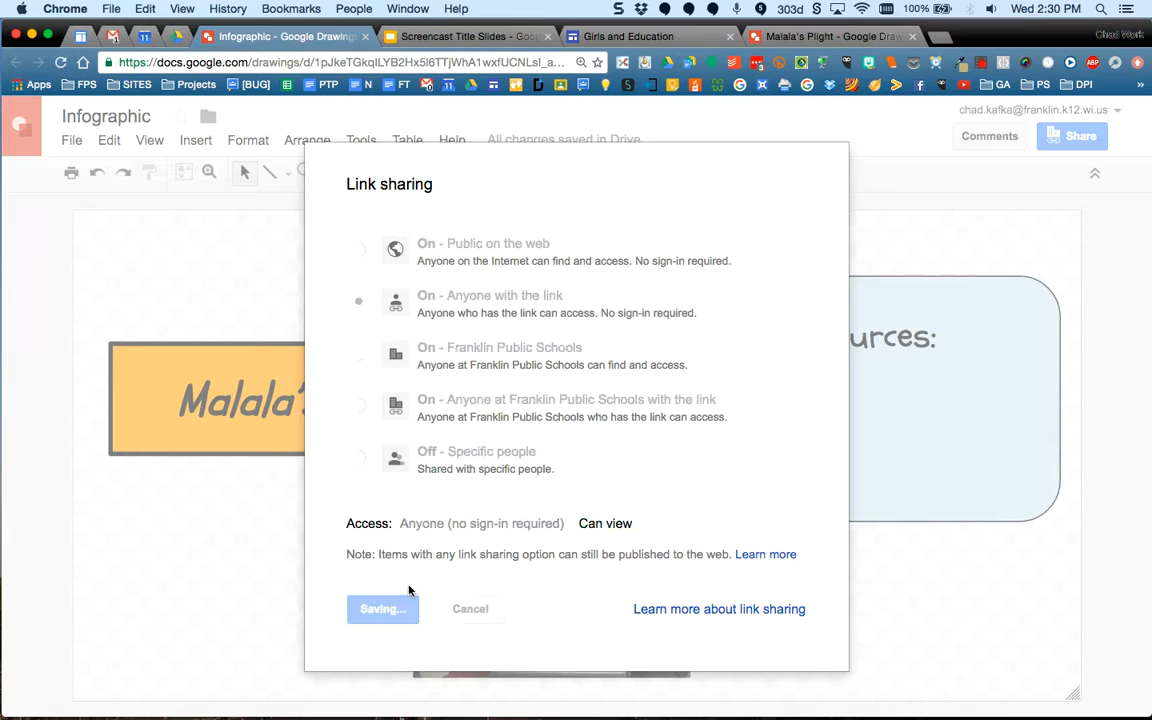 Chrome File Edit View History Bookmarks People Window Help 303d 100% Wed 2:30 PM
Infographic - Google Drawing Screencast Title Slides - Goo Girls and Education Malala's Plight - Google Draw Chad Work
https://docs.google.com/drawings/d/1pJkeTGkqILYB2Hx5l6TTjWhA1wxfUCNLsl_a...
Apps FPS SITES Projects [BUG] PTP N FT GA PS DPI
Infographic
chad.kafka@franklin.k12.wi.us
File Edit View Insert Format Arrange Tools Table Help All changes saved in Drive
Comments Share
Link sharing
On - Public on the web
Anyone on the Internet can find and access. No sign-in required.
On - Anyone with the link
Anyone who has the link can access. No sign-in required.
urces:
On - Franklin Public Schools
Anyone at Franklin Public Schools can find and access.
Malala's
On - Anyone at Franklin Public Schools with the link
Anyone at Franklin Public Schools who has the link can access.
Off - Specific people
Shared with specific people.
Access: Anyone (no sign-in required) Can view
Note: Items with any link sharing option can still be published to the web. Learn more
Saving... Cancel Learn more about link sharing